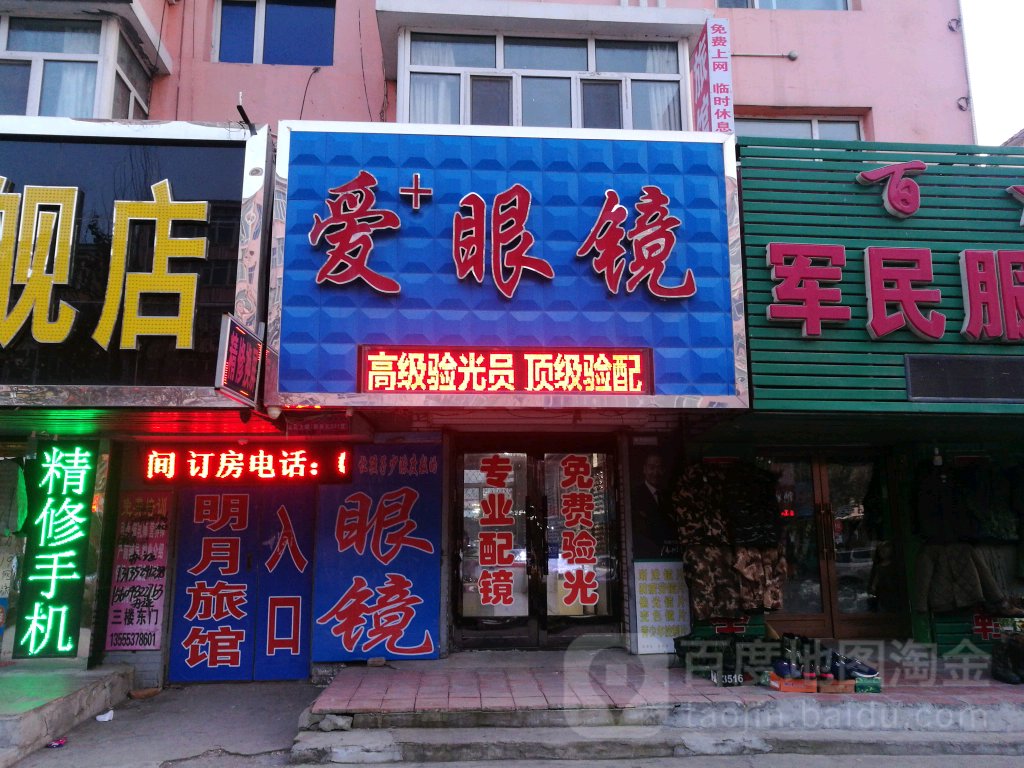 免费上网 临时休息
舰店
爱+眼镜
百
军民服
高级验光员 顶级验配
精修手机
间 订房电话：
明月旅馆
入口
眼镜
专业配镜
免费验光
三楼东门
13555378601
百度地图淘金
taojin.baidu.com